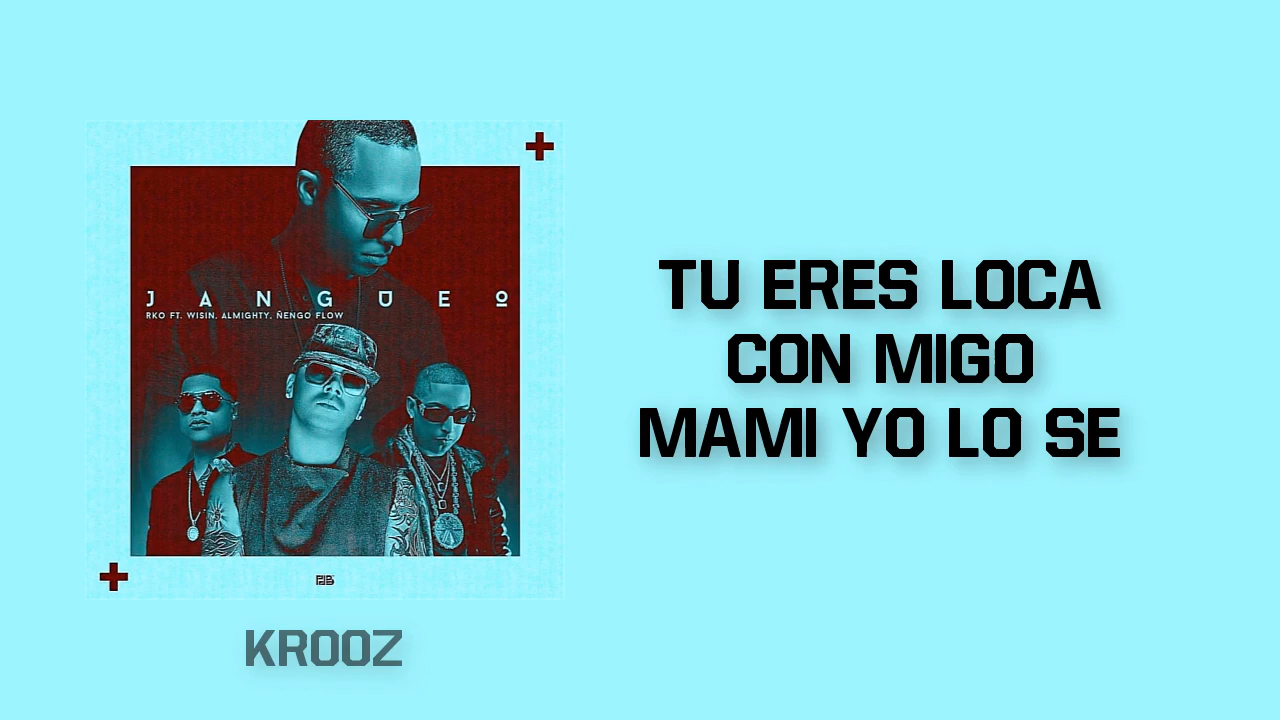 JANGUEO
RKO FT. WISIN, ALMIGHTY, ÑENGO FLOW
KROOZ
TU ERES LOCA
CON MIGO
MAMI YO LO SE